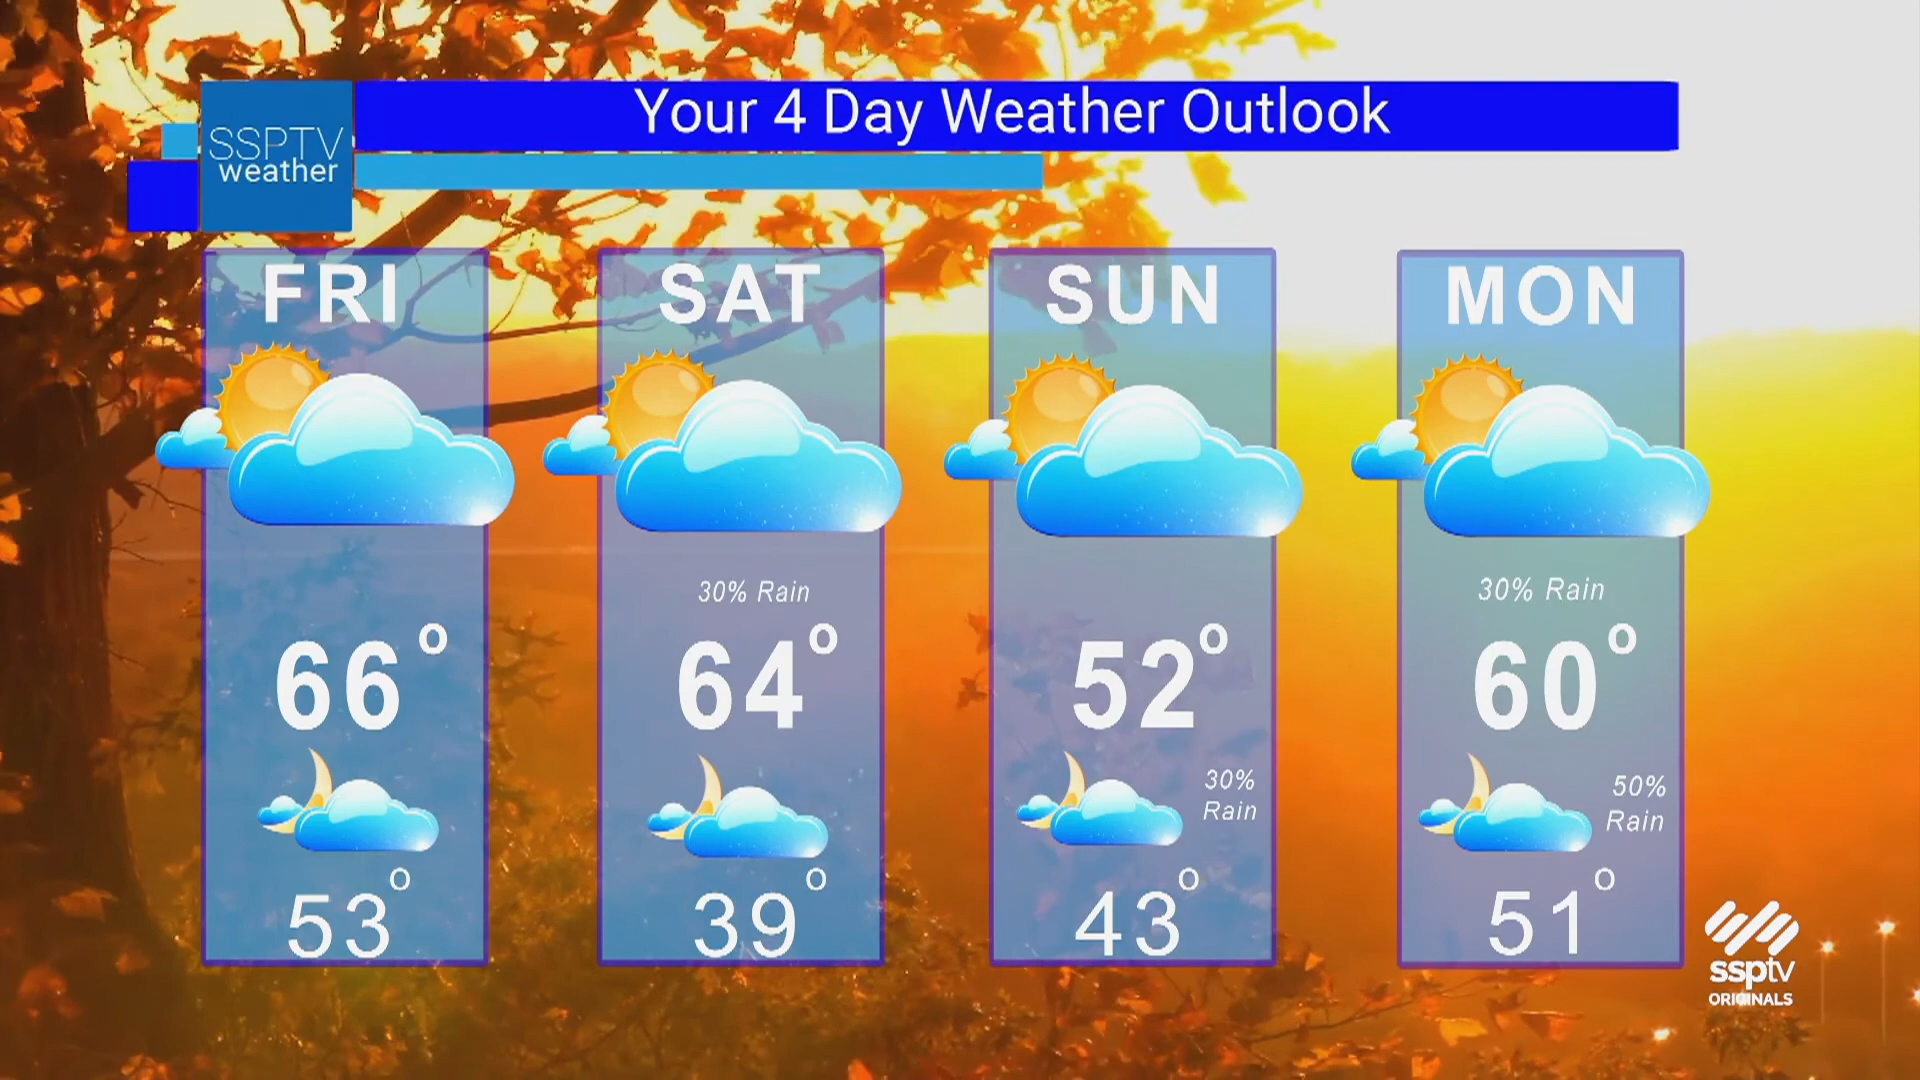 Your 4 Day Weather Outlook
SSPTV
weather
FRI
66°
53°
SAT
30% Rain
64°
39°
SUN
52°
30%
Rain
43°
MON
30% Rain
60°
50%
Rain
51°
ssptv
ORIGINALS